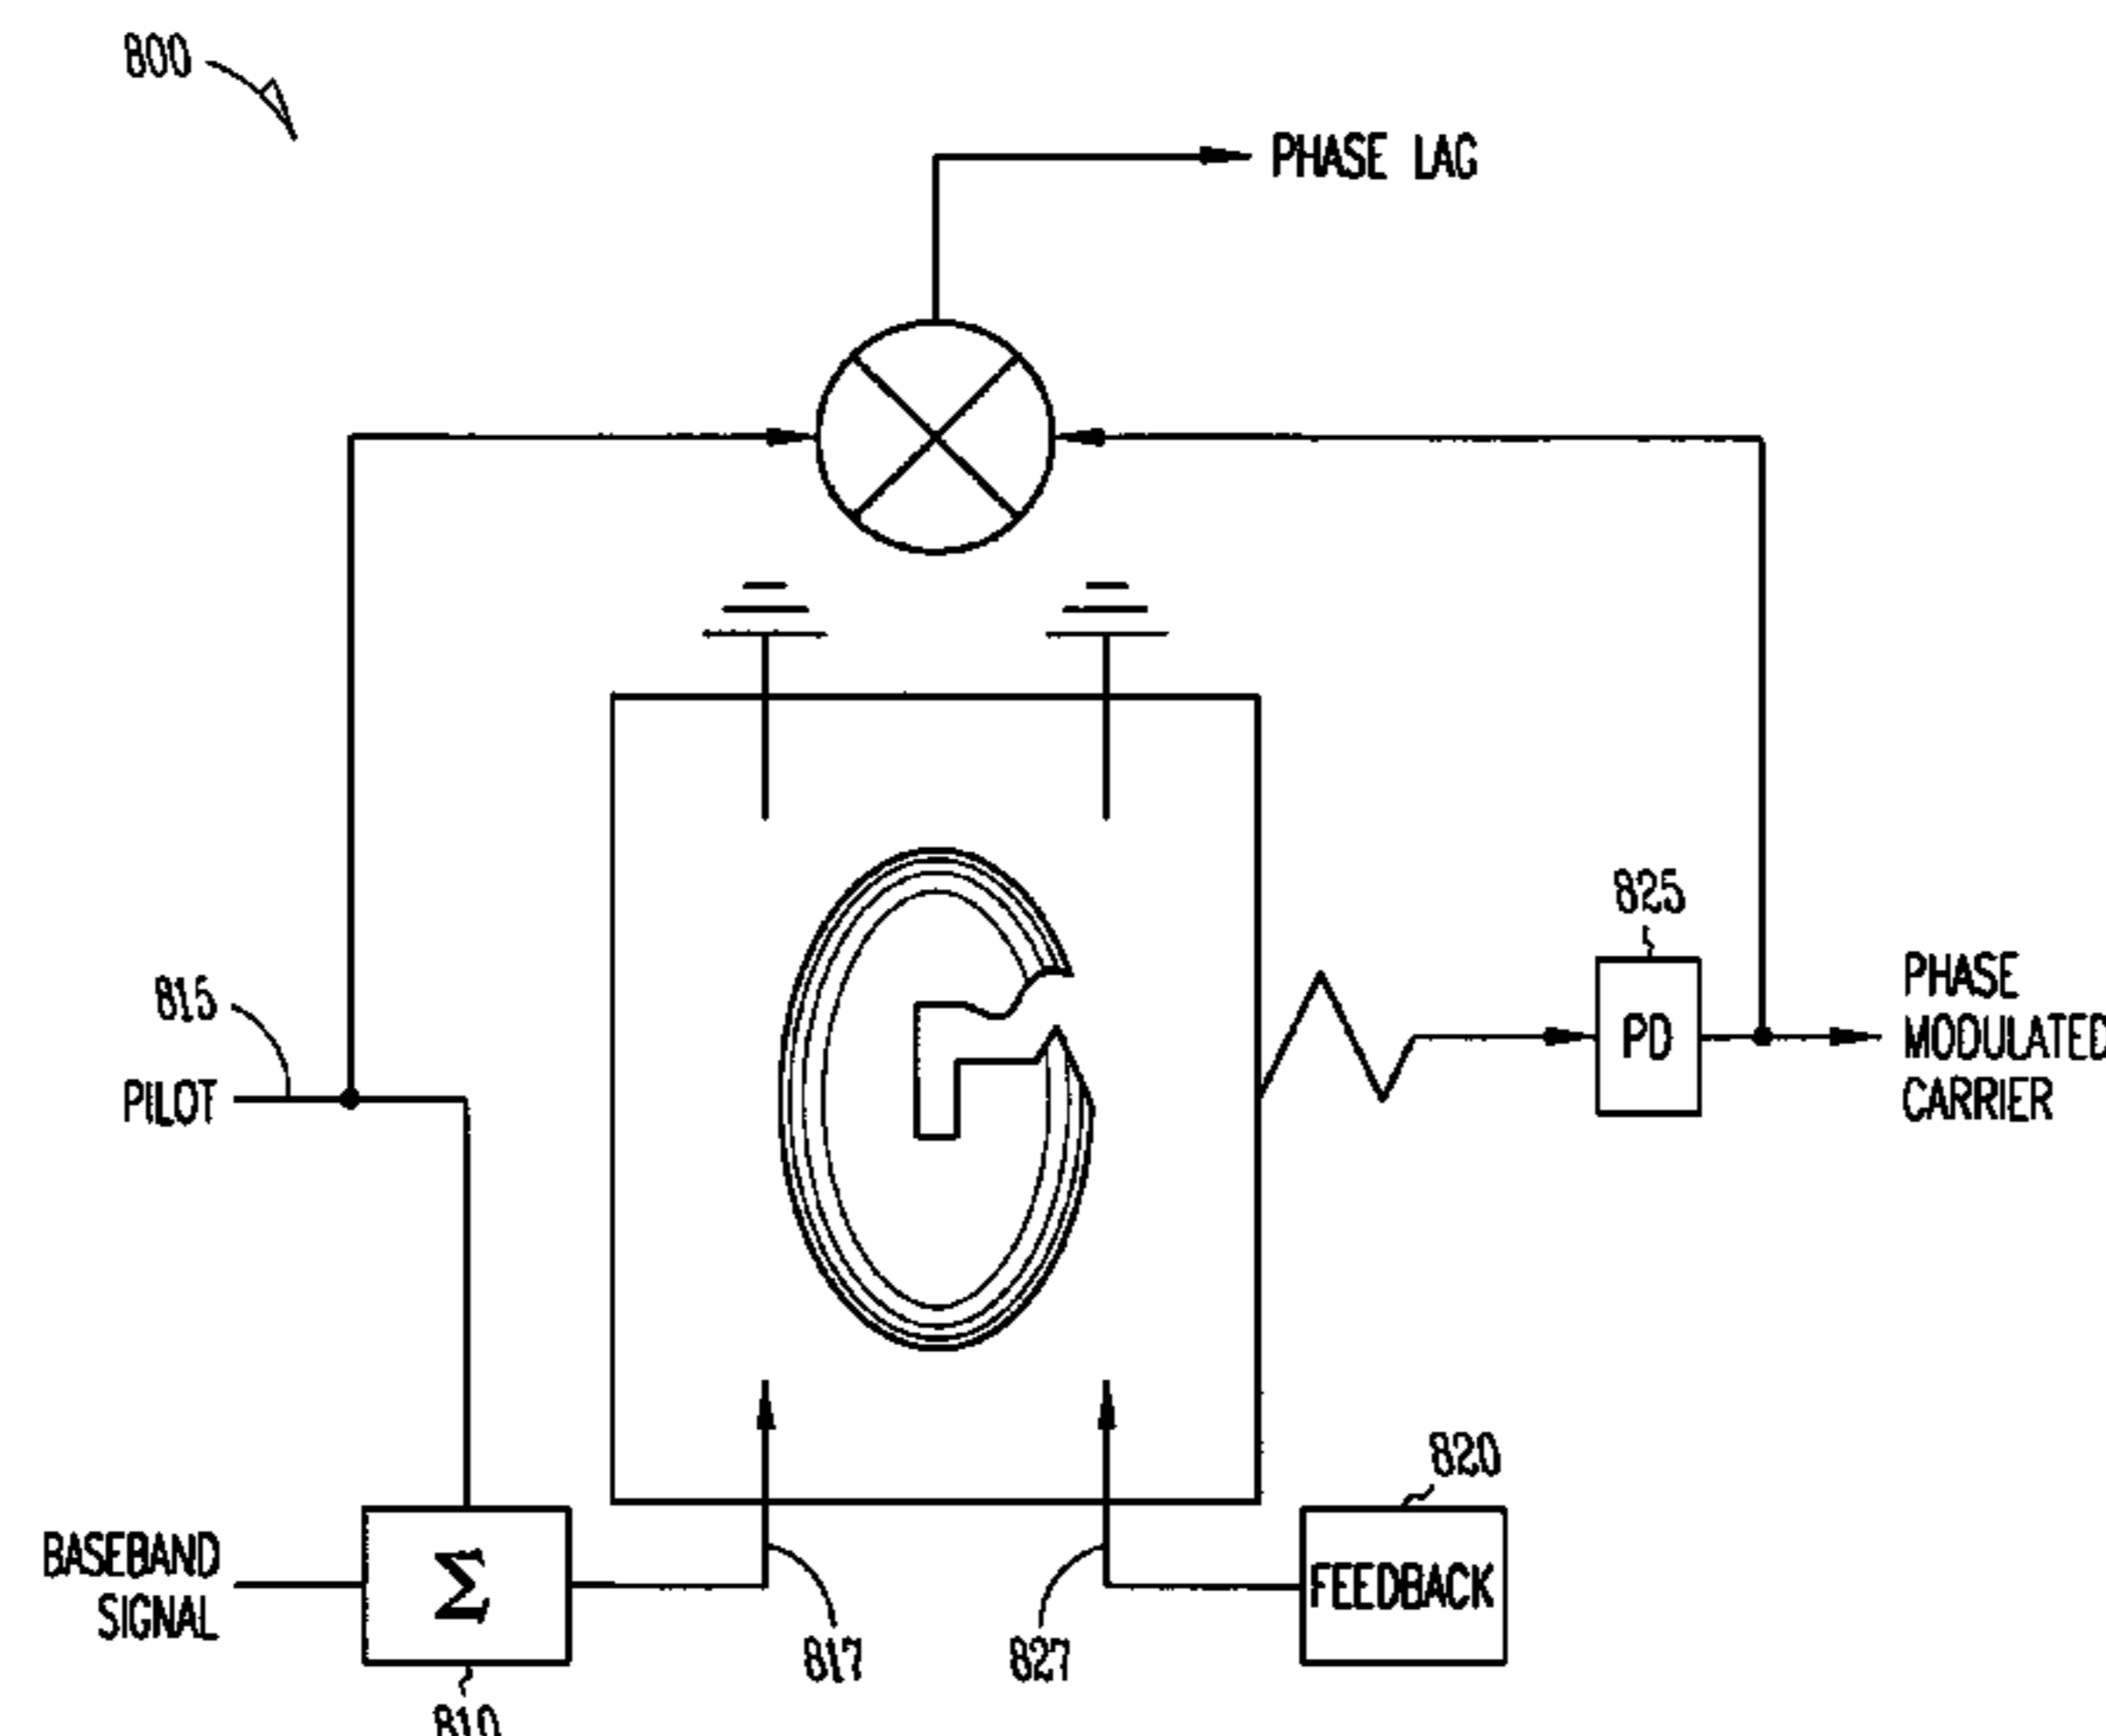 800
PHASE LAG
825
815
PILOT
PD
PHASE
MODULATED
CARRIER
820
BASEBAND
SIGNAL
Σ
FEEDBACK
817
827
810